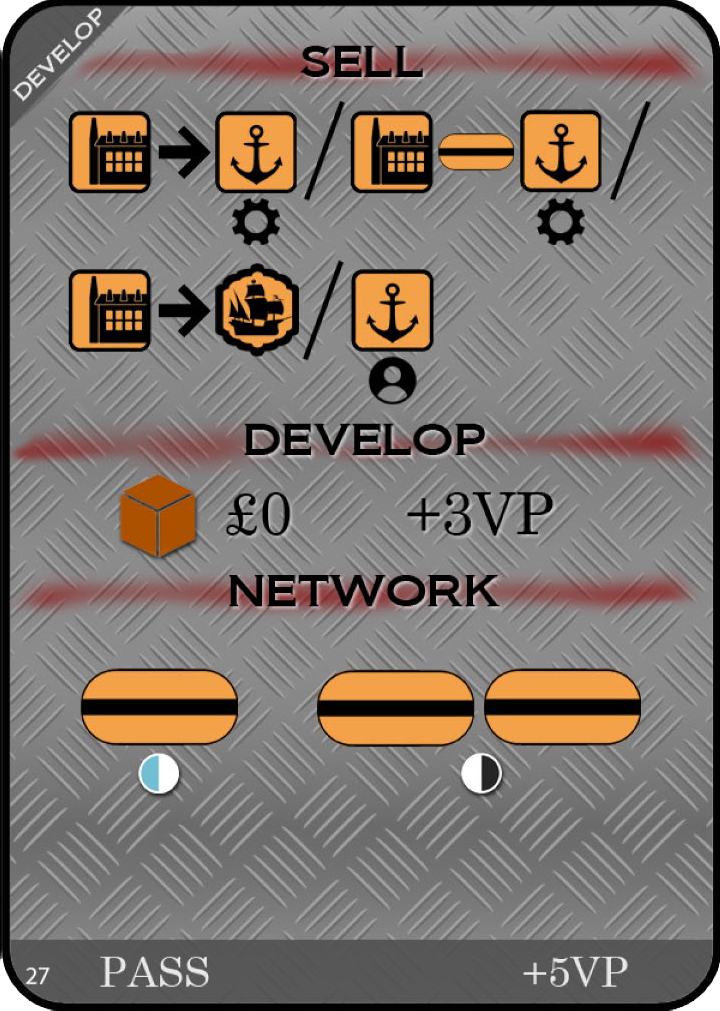 DEVELOP
SELL
DEVELOP
£0 +3VP
NETWORK
27 PASS +5VP